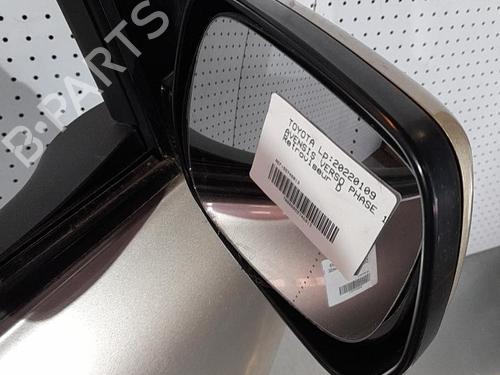 B-PARTS
TOYOTA Lp:20220109
AVENSIS VERSO PHASE 1
Retroviseur D